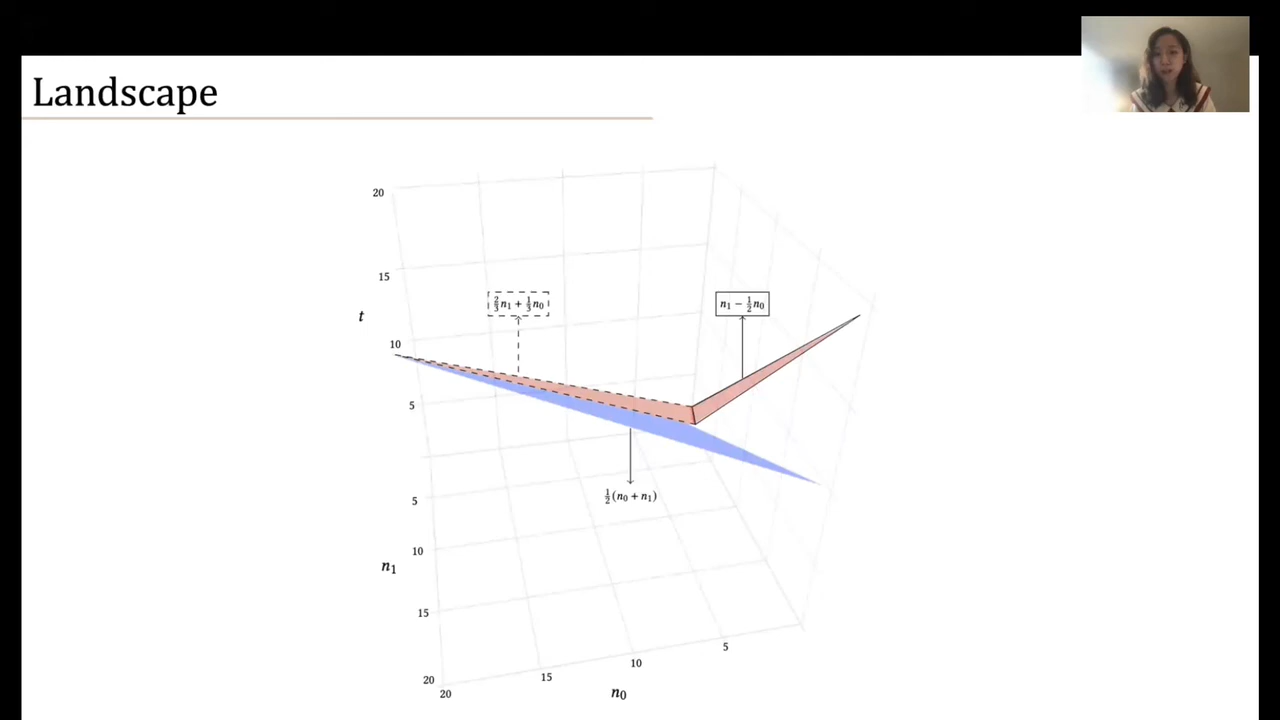 Landscape
20
15
t
10
5
⅔n₁ + ⅓n₀
n₁ − ½n₀
½(n₀ + n₁)
5
10
n₁
15
20
20
15
10
5
n₀